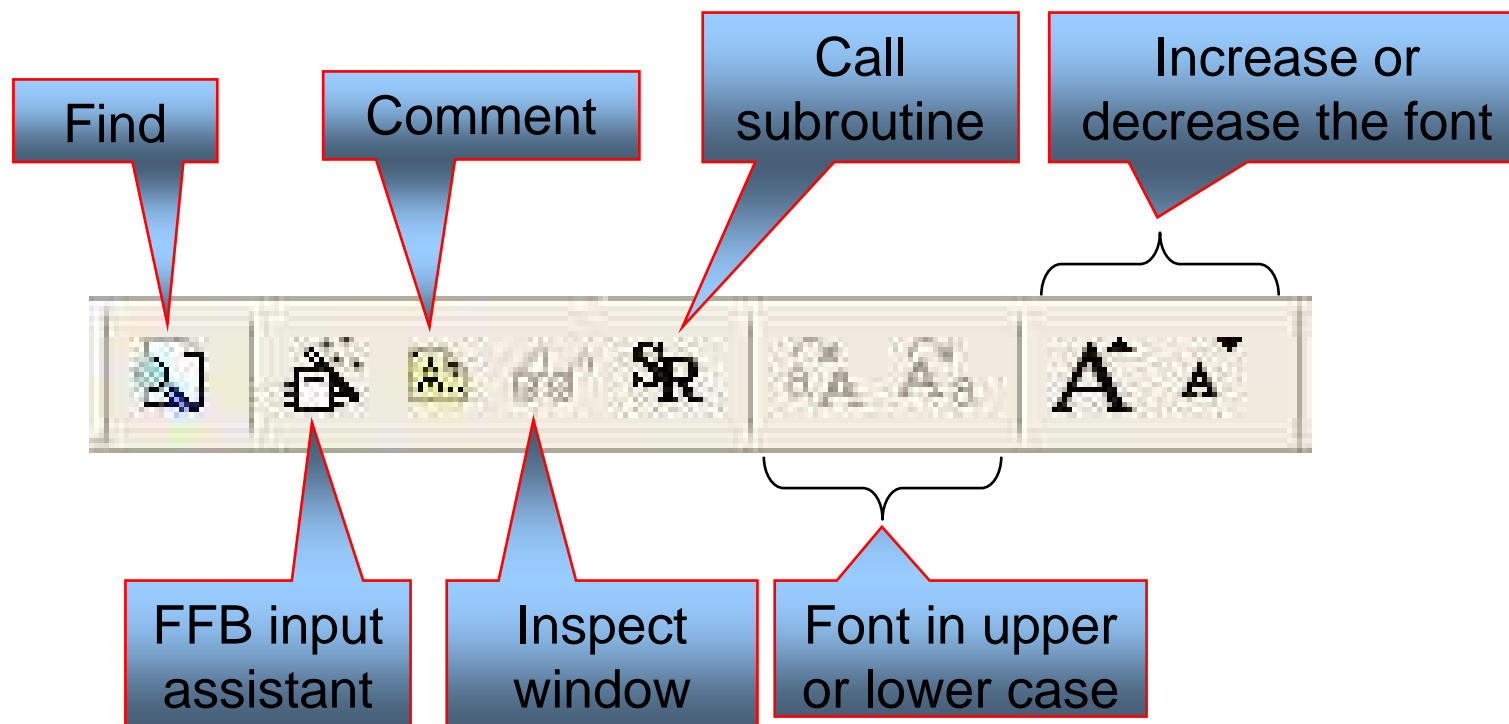 Find
Comment
Call
subroutine
Increase or
decrease the font
A
SR
a A
A a
A
A
FFB input
assistant
Inspect
window
Font in upper
or lower case